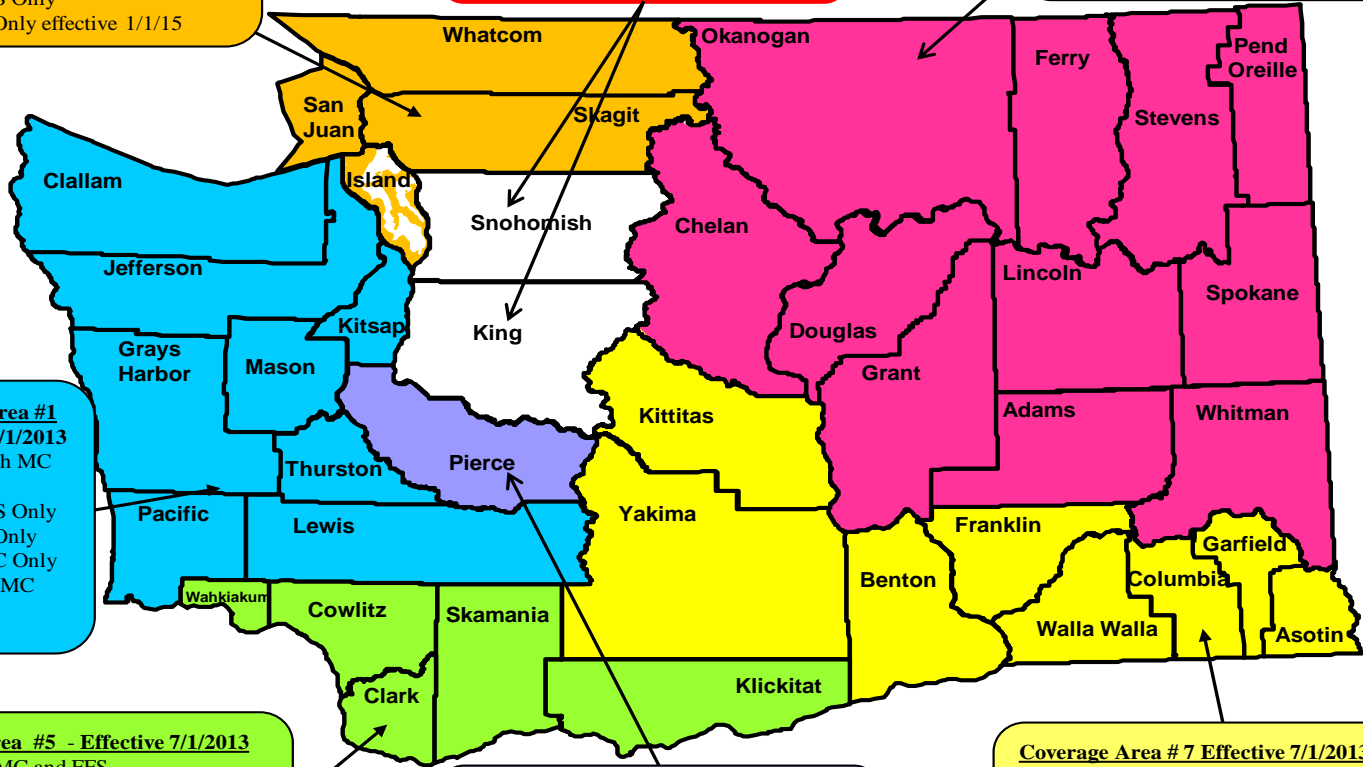 S Only
Only effective 1/1/15
Whatcom
Okanogan
Ferry
Pend
Oreille
San
Juan
Skagit
Stevens
Clallam
Island
Snohomish
Chelan
Jefferson
Lincoln
Spokane
Kitsap
King
Douglas
Grays
Harbor
Mason
Grant
Kittitas
Adams
Whitman
rea #1
/1/2013
h MC
S Only
Only
C Only
MC
Thurston
Pierce
Pacific
Lewis
Yakima
Franklin
Garfield
Benton
Columbia
Wahkiakum
Cowlitz
Skamania
Walla Walla
Asotin
Clark
Klickitat
rea #5 - Effective 7/1/2013
MC and FFS
Coverage Area # 7 Effective 7/1/2013